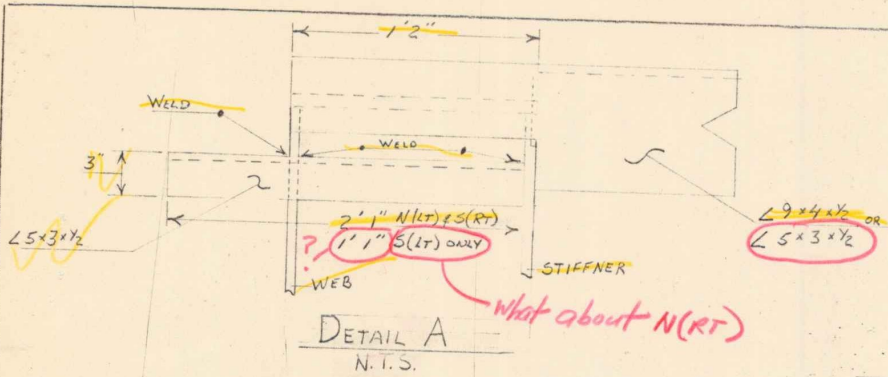 1'2"
WELD
WELD
3"
2'1" N(LT) & S(RT)
∠ 9 x 4 x 1/2 OR
∠ 5 x 3 x 1/2
∠ 5 x 3 x 1/2
? 1'1" S(LT) ONLY
STIFFNER
WEB
What about N(RT)
DETAIL A
N.T.S.